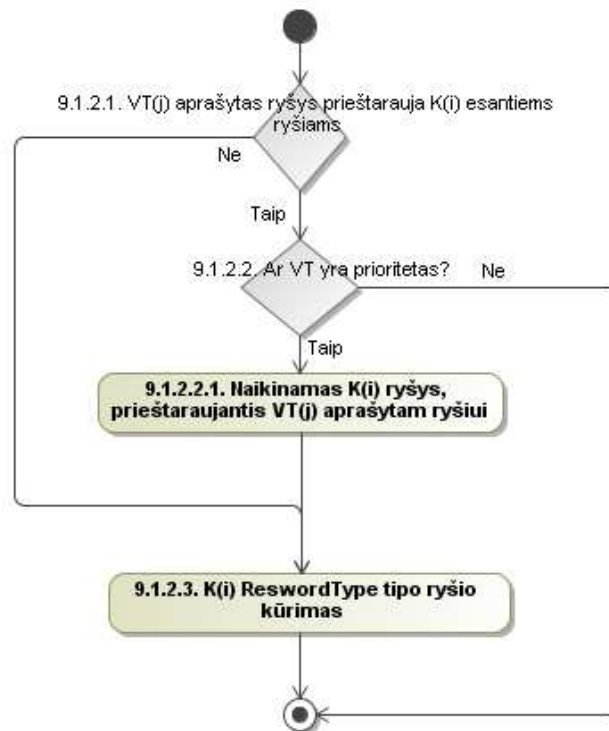 9.1.2.1. VT(j) aprašytas ryšys prieštarauja K(i) esantiems
ryšiams
Ne
Taip
9.1.2.2. Ar VT yra prioritetas?
Ne
Taip
9.1.2.2.1. Naikinamas K(i) ryšys,
prieštaraujantis VT(j) aprašytam ryšiui
9.1.2.3. K(i) ReswordType tipo ryšio
kūrimas